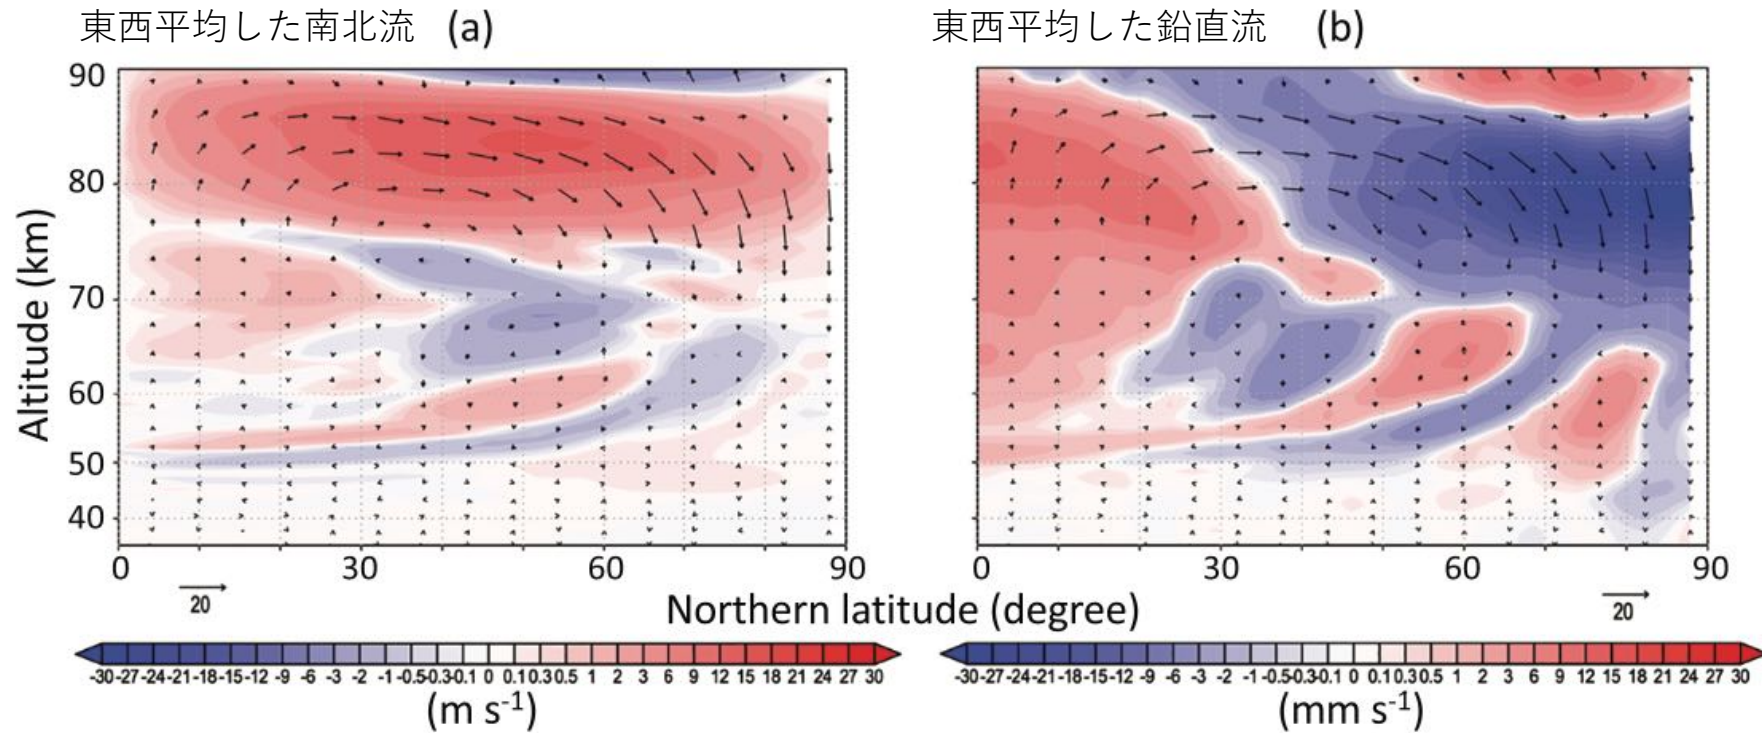 東西平均した南北流 (a)
東西平均した鉛直流 (b)
Altitude (km)
90
80
70
60
50
40
0 30 60 90
0 30 60 90
20
20
Northern latitude (degree)
-30 -27 -24 -21 -18 -15 -12 -9 -6 -3 -2 -1 -0.5 -0.3 -0.1 0 0.1 0.3 0.5 1 2 3 6 9 12 15 18 21 24 27 30
(m s⁻¹)
-30 -27 -24 -21 -18 -15 -12 -9 -6 -3 -2 -1 -0.5 -0.3 -0.1 0 0.1 0.3 0.5 1 2 3 6 9 12 15 18 21 24 27 30
(mm s⁻¹)